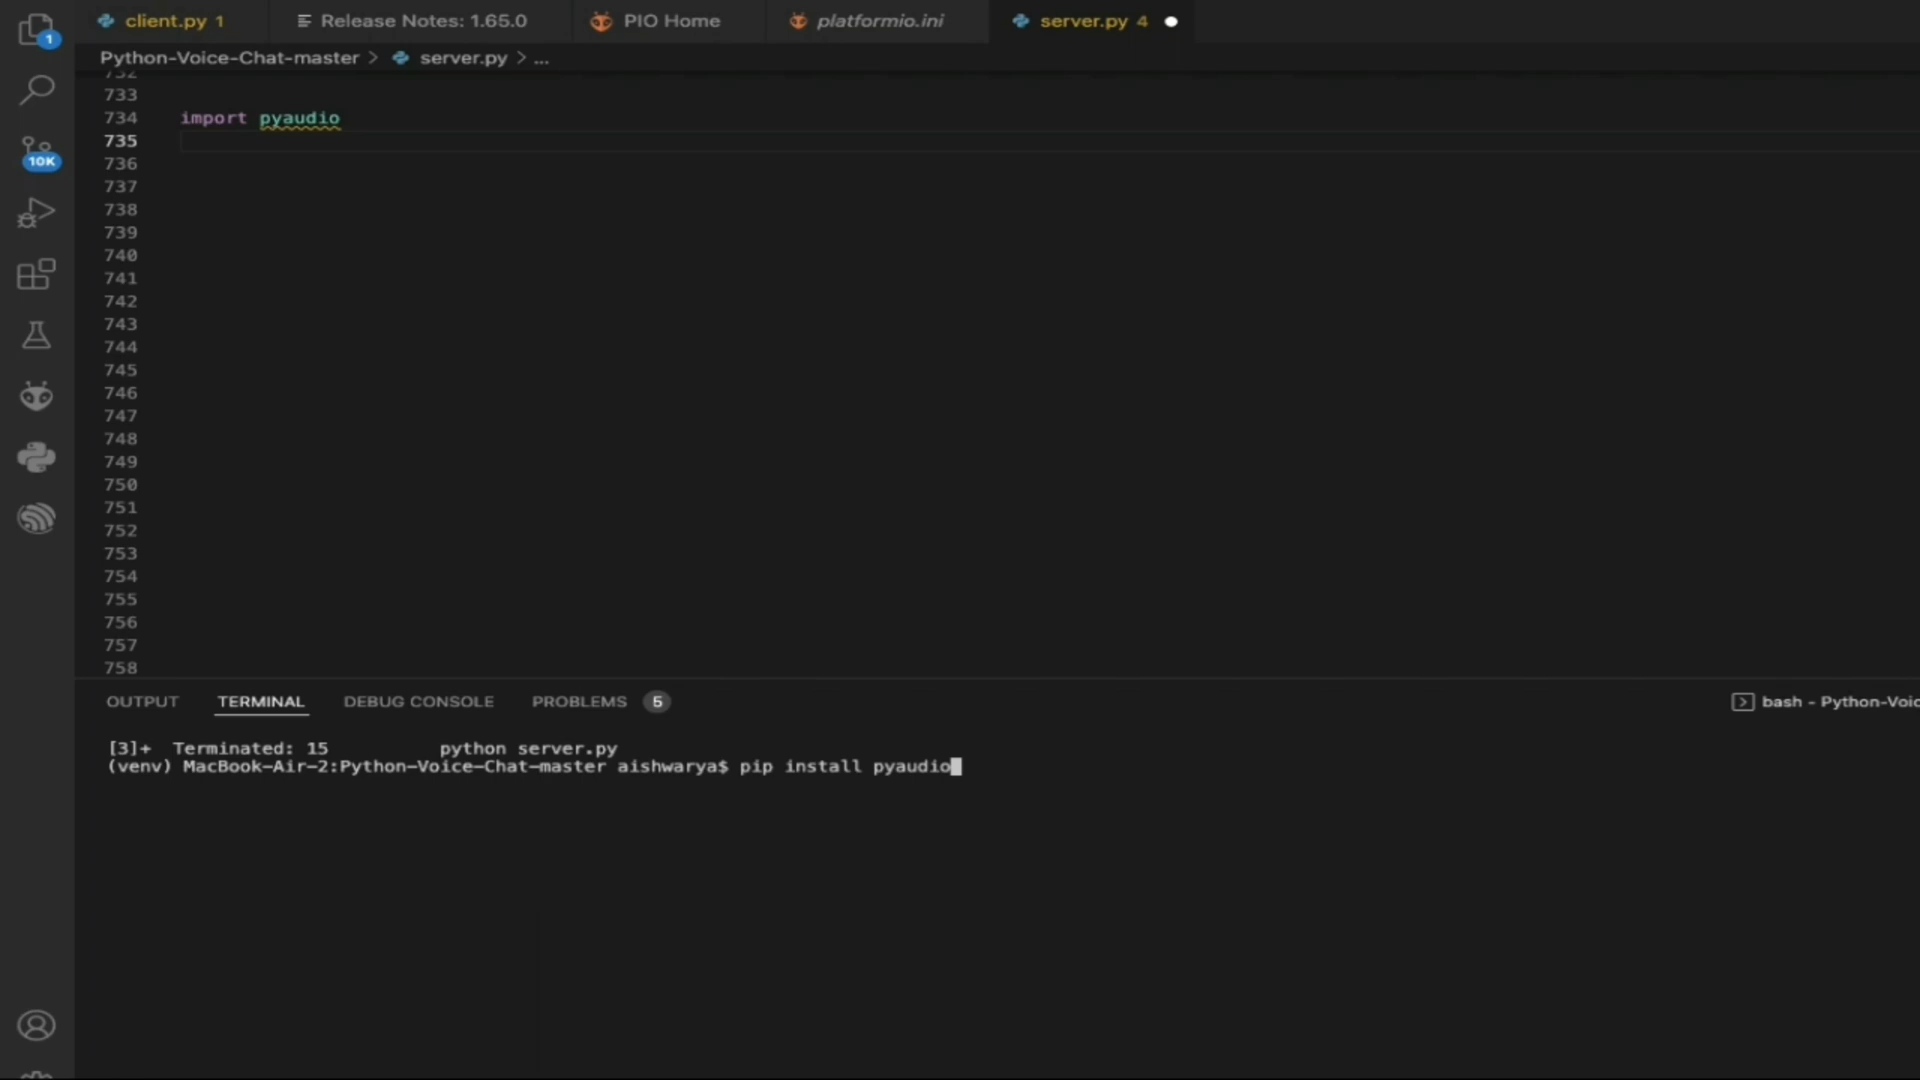 client.py 1
Release Notes: 1.65.0
PIO Home
platformio.ini
server.py 4
1
Python-Voice-Chat-master > server.py > ...
732
733
734 import pyaudio
735
10K
736
737
738
739
740
741
742
743
744
745
746
747
748
749
750
751
752
753
754
755
756
757
758
OUTPUT TERMINAL DEBUG CONSOLE PROBLEMS 5
bash - Python-Voic
[3]+ Terminated: 15 python server.py
(venv) MacBook-Air-2:Python-Voice-Chat-master aishwarya$ pip install pyaudio